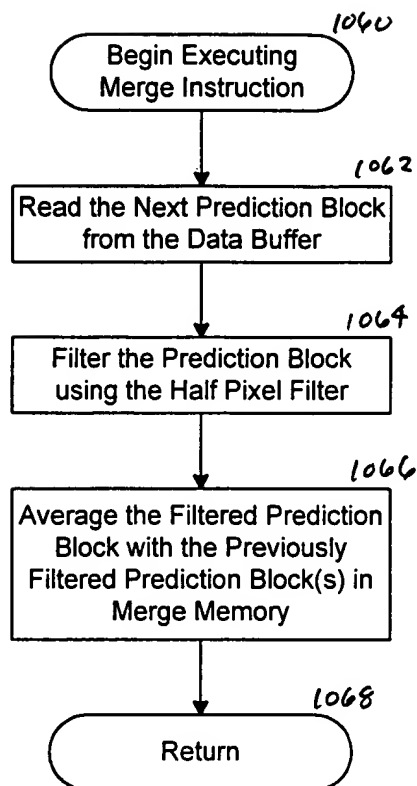 1060
Begin Executing
Merge Instruction
1062
Read the Next Prediction Block
from the Data Buffer
1064
Filter the Prediction Block
using the Half Pixel Filter
1066
Average the Filtered Prediction
Block with the Previously
Filtered Prediction Block(s) in
Merge Memory
1068
Return